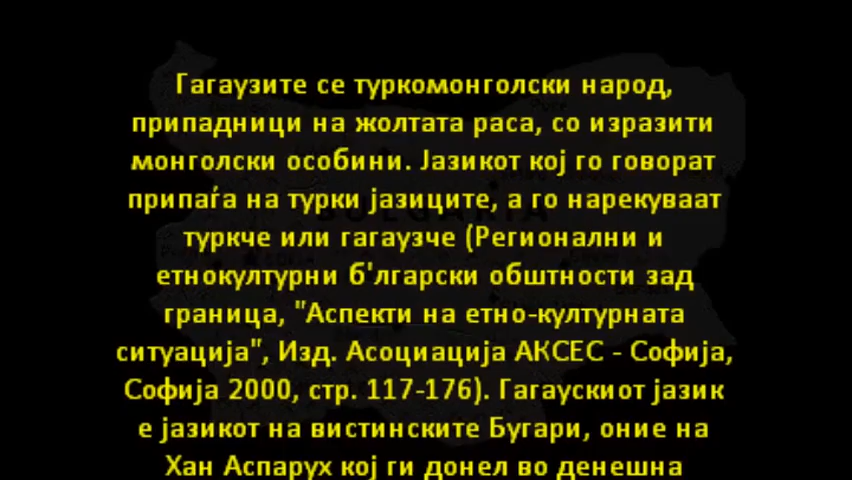 Гагаузите се туркомонголски народ,
припадници на жолтата раса, со изразити
монголски особини. Јазикот кој го говорат
припаѓа на турки јазиците, а го нарекуваат
туркче или гагаузче (Регионални и
етнокултурни б'лгарски обштности зад
граница, "Аспекти на етно-културната
ситуација", Изд. Асоциација АКСЕС - Софија,
Софија 2000, стр. 117-176). Гагаускиот јазик
е јазикот на вистинските Бугари, оние на
Хан Аспарух кој ги донел во денешна